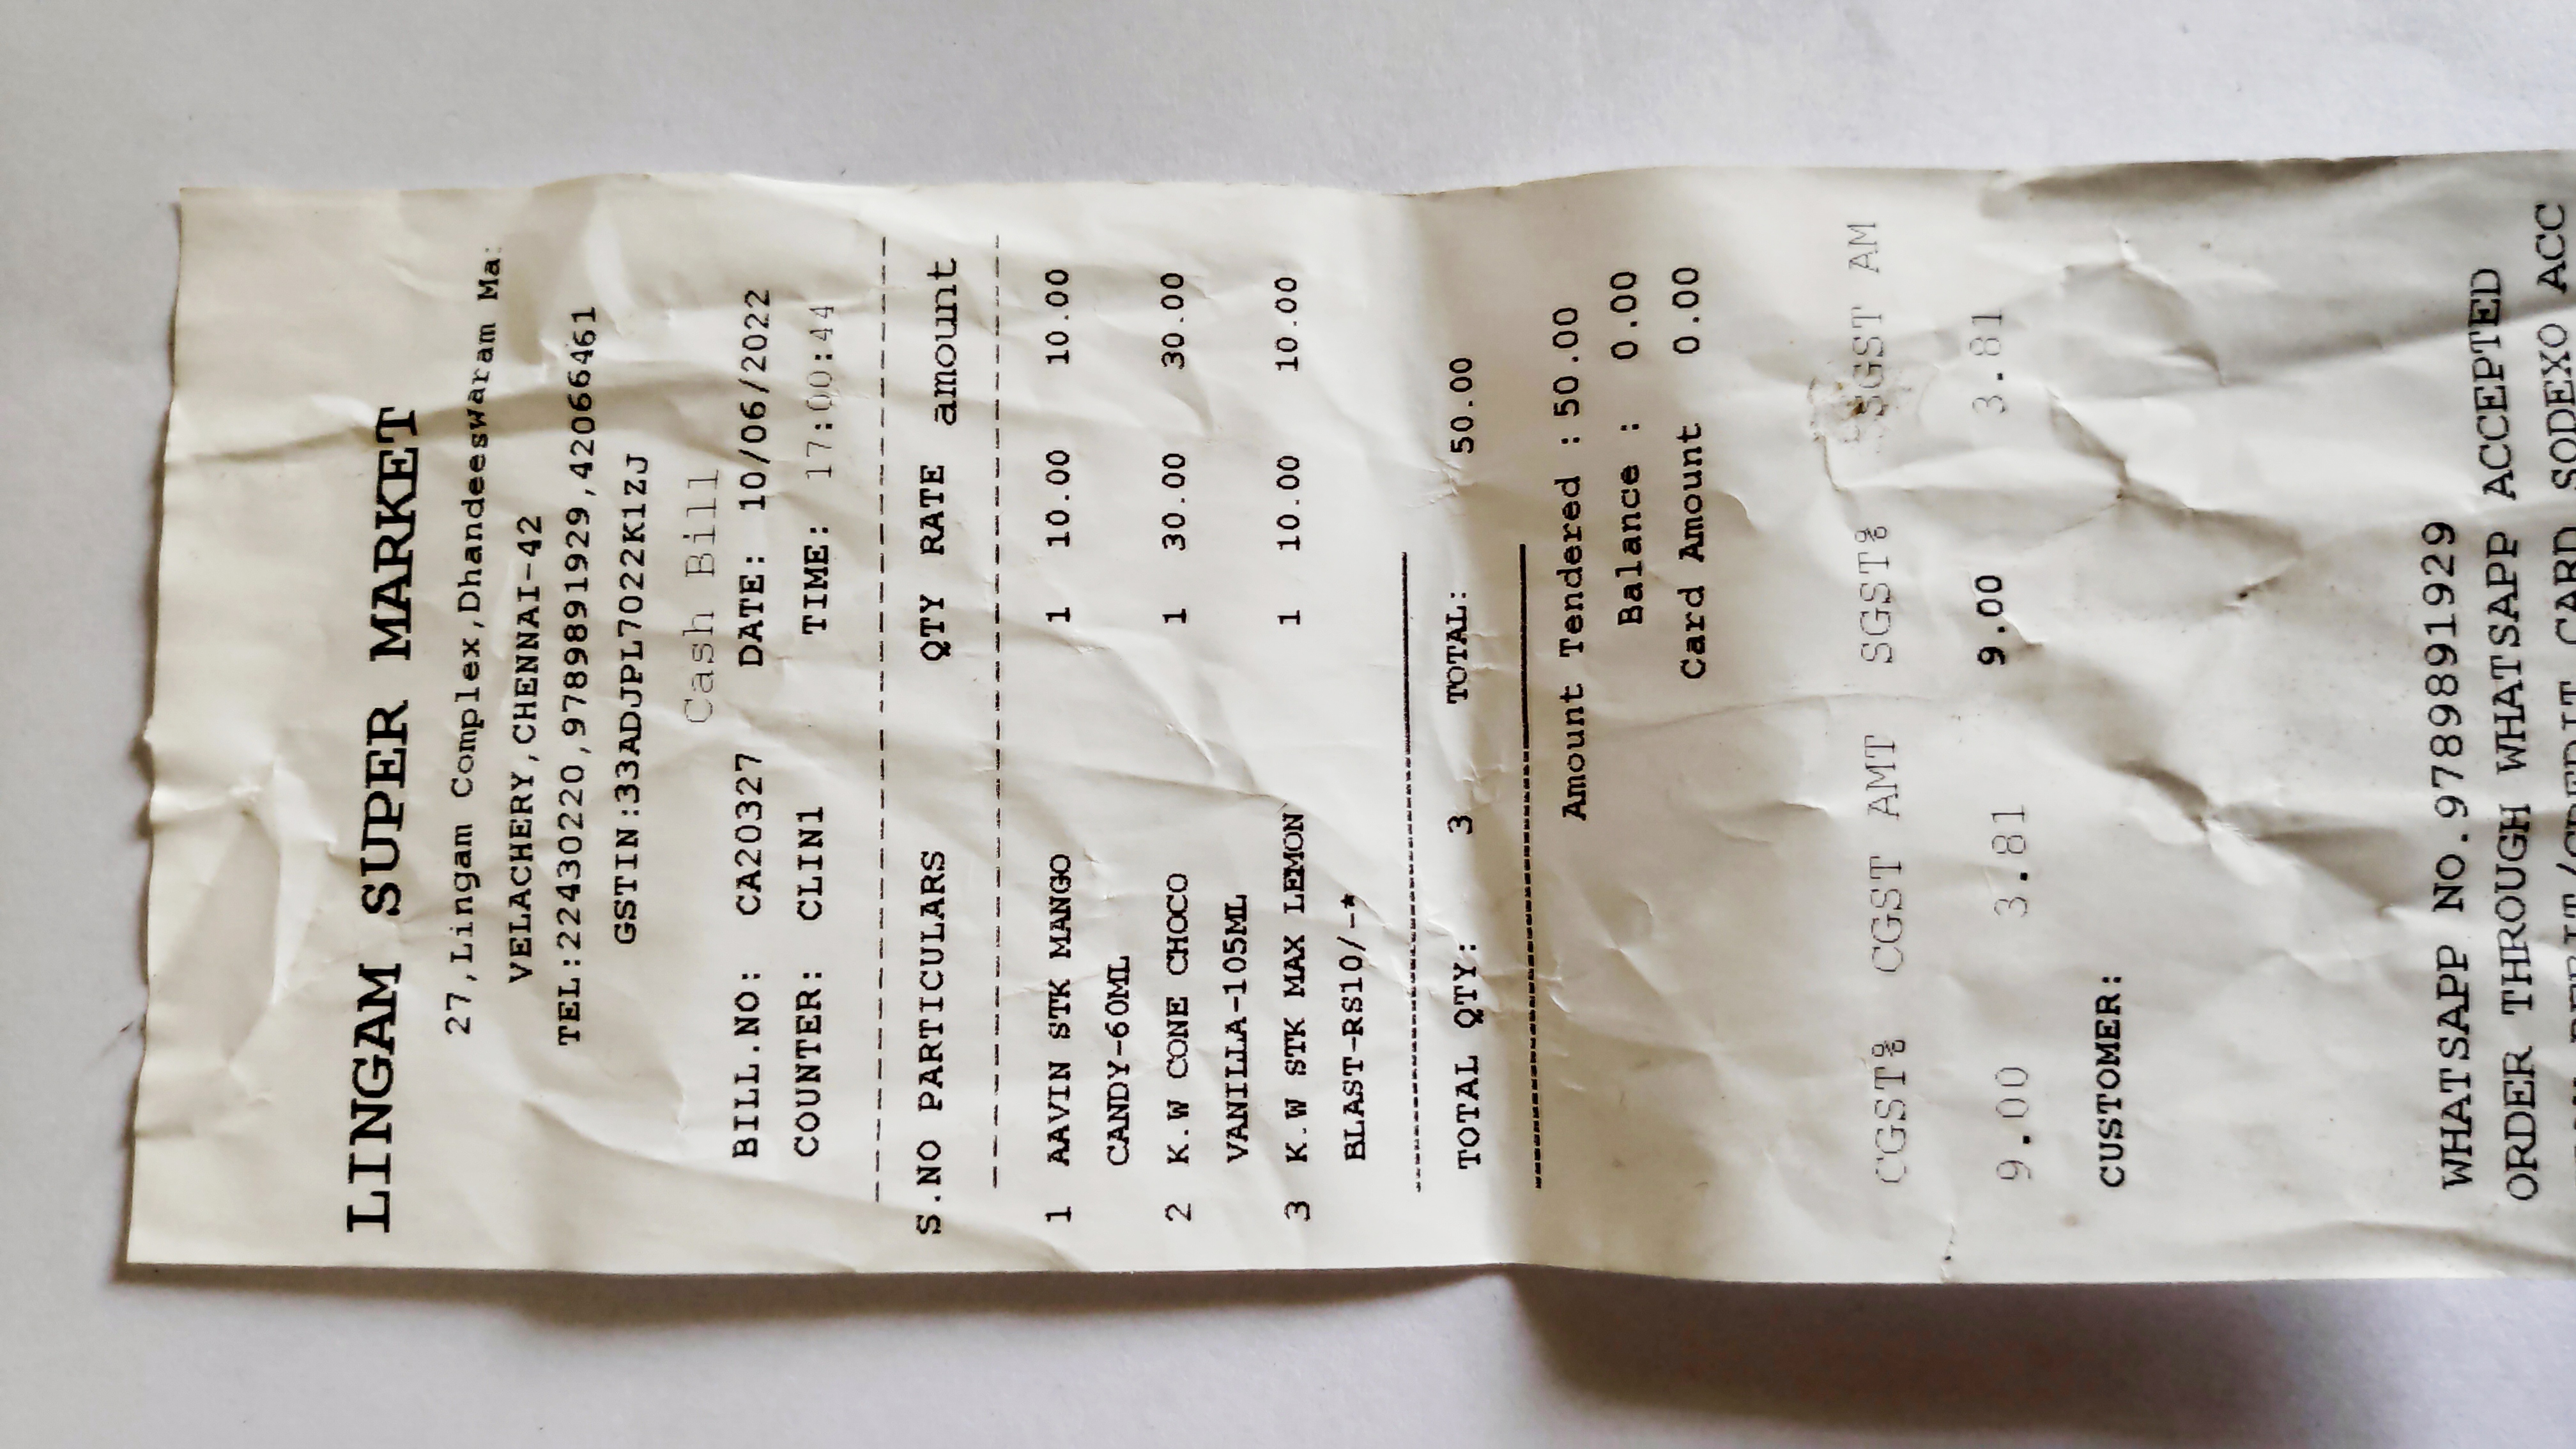 LINGAM SUPER MARKET
27,Lingam Complex,Dhandeeswaram Ma
VELACHERY,CHENNAI-42
TEL:22430220,9789891929,42066461
GSTIN:33ADJPL7022K1ZJ
Cash Bill
BILL.NO: CA20327 DATE: 10/06/2022
COUNTER: CLIN1 TIME: 17:00:44
S.NO PARTICULARS QTY RATE amount
1 AAVIN STK MANGO 1 10.00 10.00
CANDY-60ML
2 K.W CONE CHOCO 1 30.00 30.00
VANILLA-105ML
3 K.W STK MAX LEMON 1 10.00 10.00
BLAST-RS10/-*
TOTAL QTY: 3 TOTAL: 50.00
Amount Tendered : 50.00
Balance : 0.00
Card Amount 0.00
CGST% CGST AMT SGST% SGST AM
9.00 3.81 9.00 3.81
CUSTOMER:
WHATSAPP NO.9789891929
ORDER THROUGH WHATSAPP ACCEPTED
DEBIT/CREDIT CARD SODEXO ACC